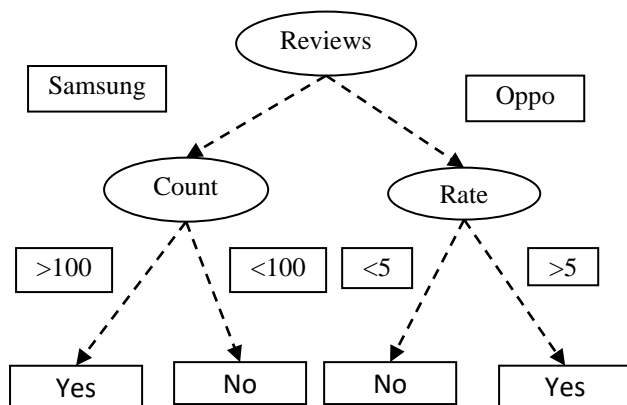 Reviews
Samsung
Oppo
Count
Rate
>100
<100
<5
>5
Yes
No
No
Yes